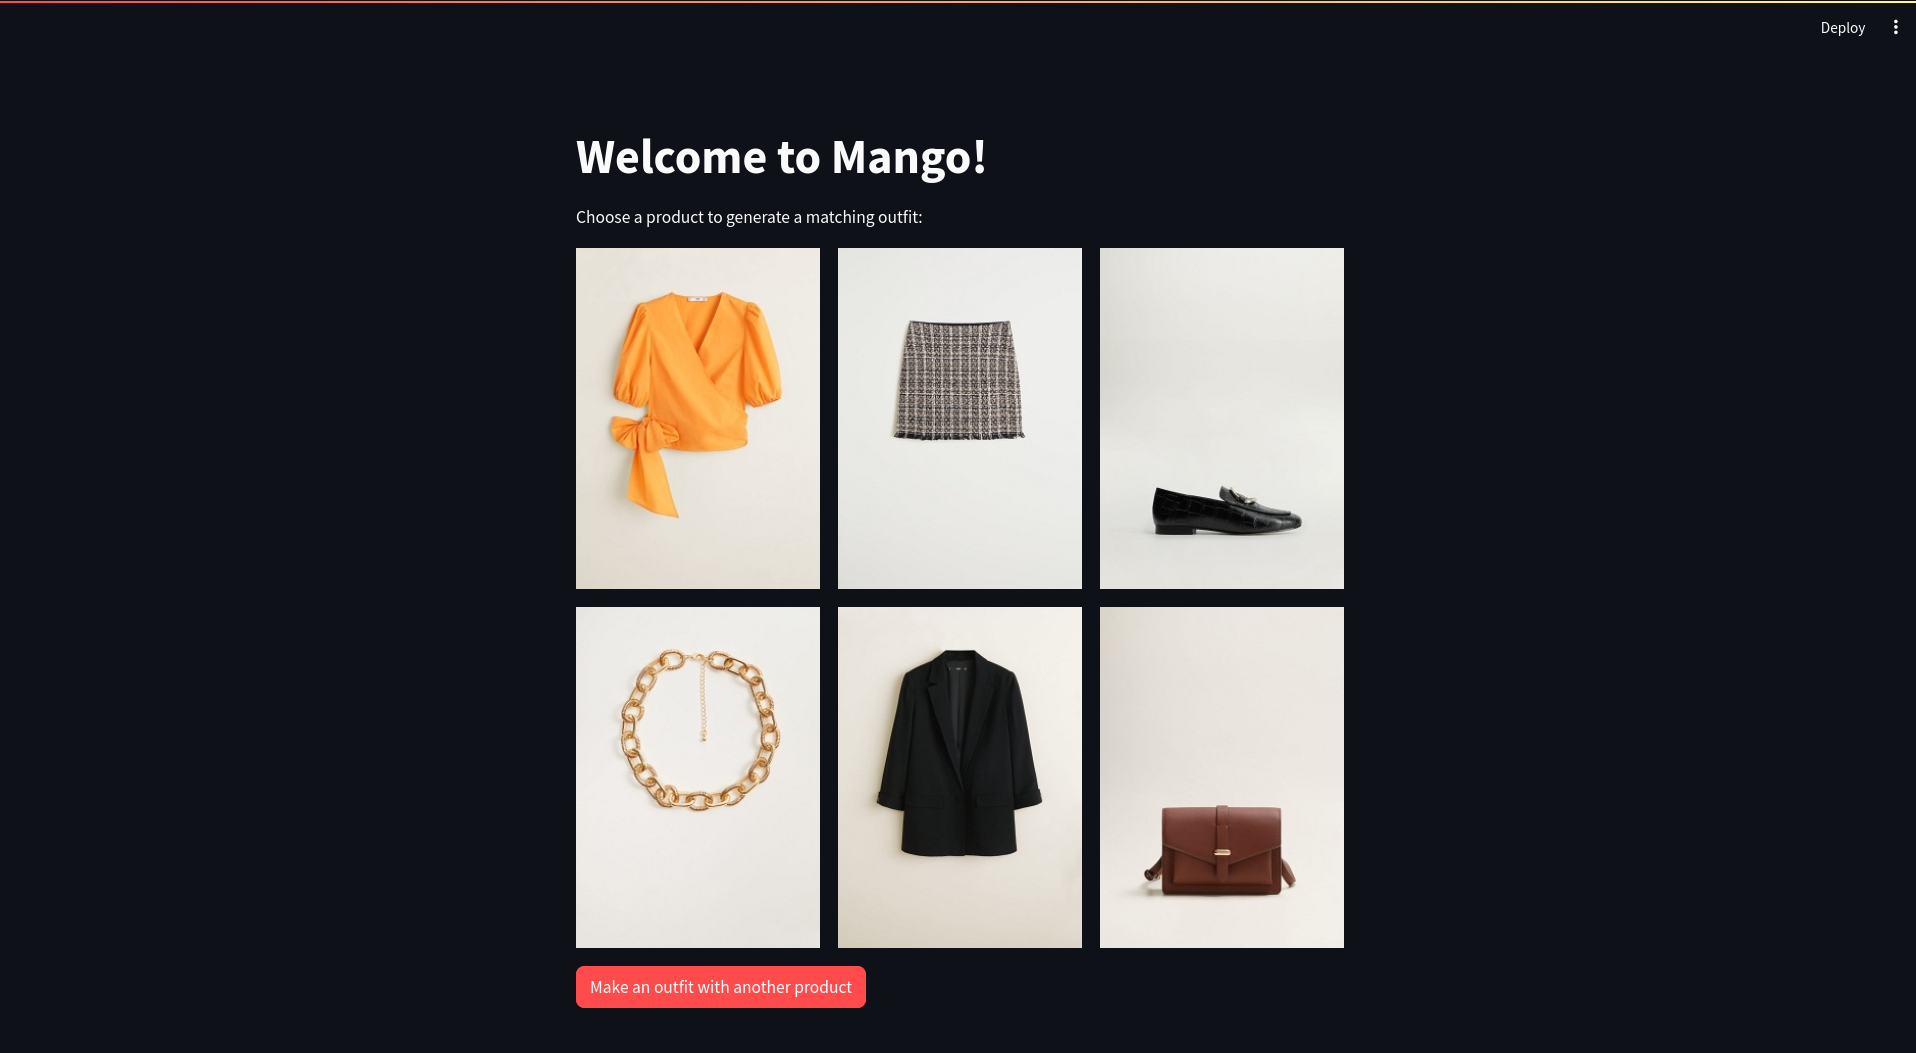 Deploy
Welcome to Mango!
Choose a product to generate a matching outfit:
Make an outfit with another product